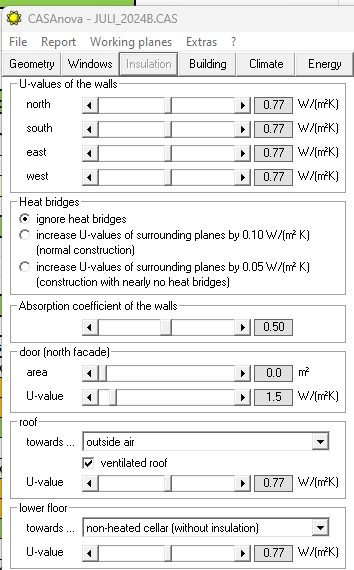 CASAnova - JULI_2024B.CAS
File Report Working planes Extras ?
Geometry Windows Insulation Building Climate Energy
U-values of the walls
north 0.77 W/(m²K)
south 0.77 W/(m²K)
east 0.77 W/(m²K)
west 0.77 W/(m²K)
Heat bridges
ignore heat bridges
increase U-values of surrounding planes by 0.10 W/(m² K)
(normal construction)
increase U-values of surrounding planes by 0.05 W/(m² K)
(construction with nearly no heat bridges)
Absorption coefficient of the walls
0.50
door (north facade)
area 0.0 m²
U-value 1.5 W/(m²K)
roof
towards ... outside air
ventilated roof
U-value 0.77 W/(m²K)
lower floor
towards ... non-heated cellar (without insulation)
U-value 0.77 W/(m²K)